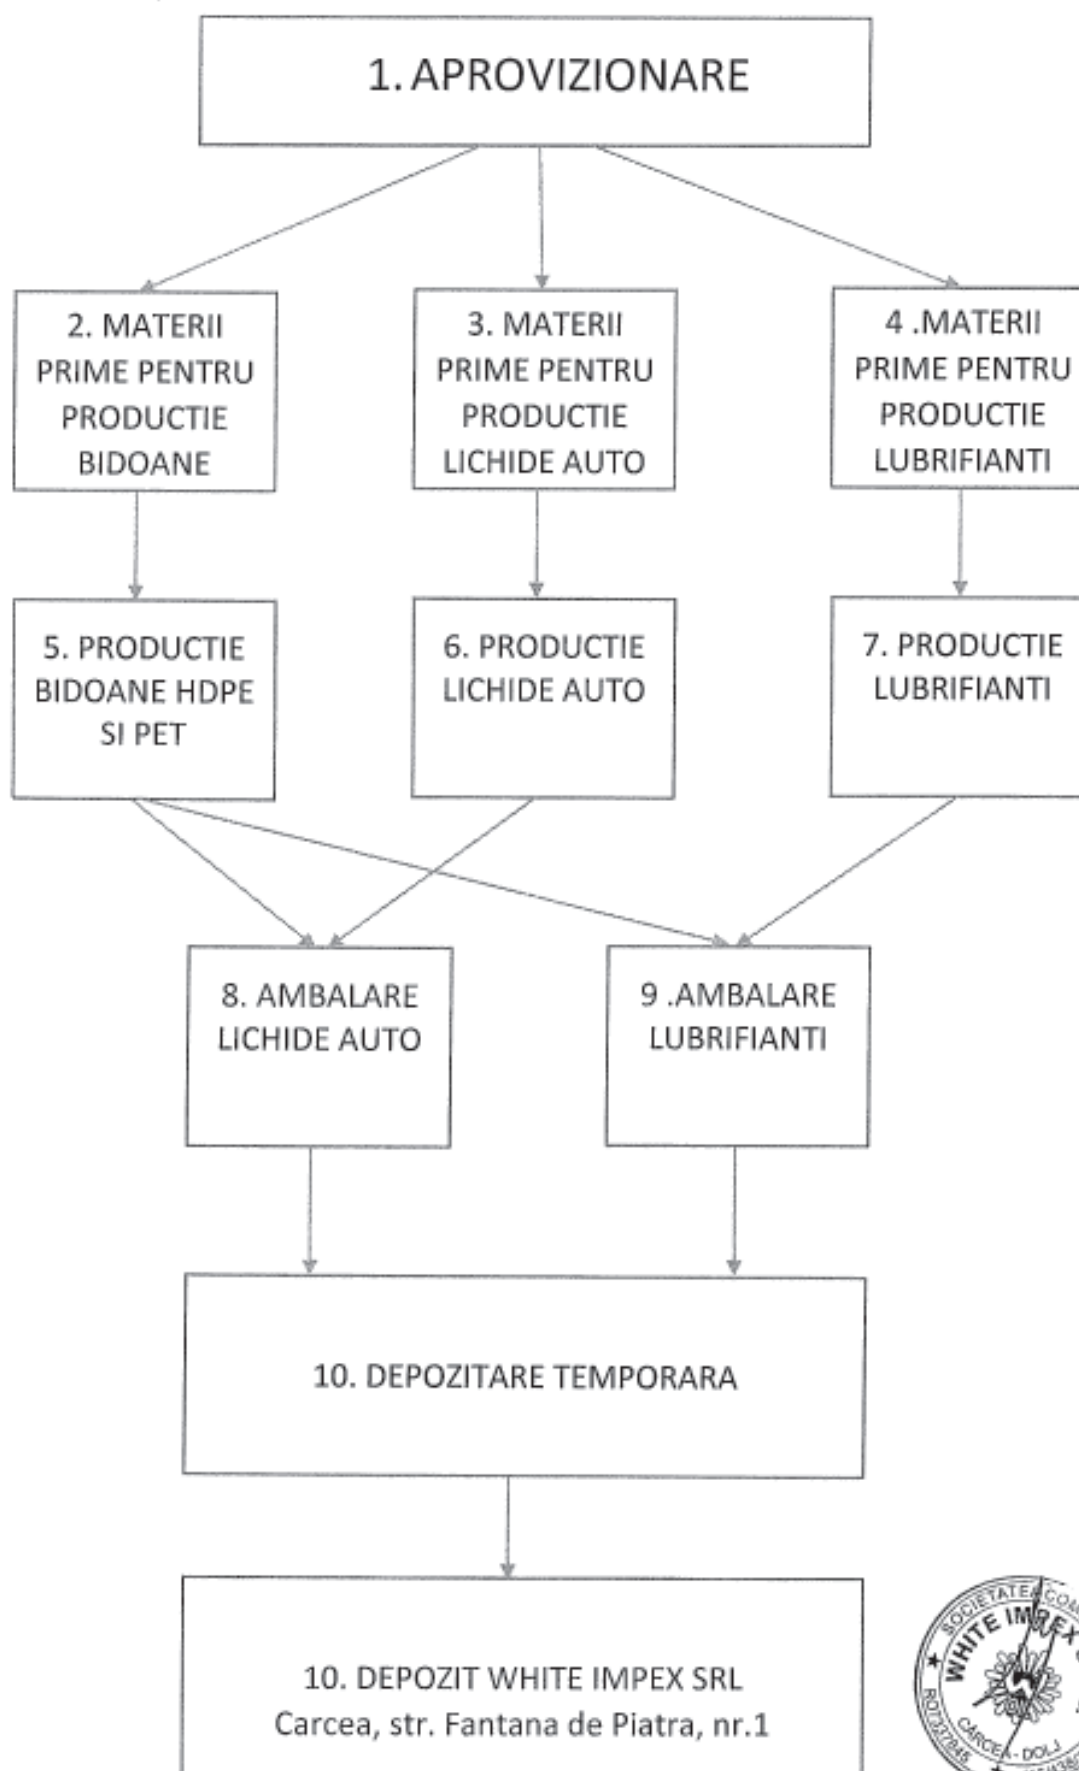 1. APROVIZIONARE
2. MATERII
PRIME PENTRU
PRODUCTIE
BIDOANE
3. MATERII
PRIME PENTRU
PRODUCTIE
LICHIDE AUTO
4 .MATERII
PRIME PENTRU
PRODUCTIE
LUBRIFIANTI
5. PRODUCTIE
BIDOANE HDPE
SI PET
6. PRODUCTIE
LICHIDE AUTO
7. PRODUCTIE
LUBRIFIANTI
8. AMBALARE
LICHIDE AUTO
9 .AMBALARE
LUBRIFIANTI
10. DEPOZITARE TEMPORARA
10. DEPOZIT WHITE IMPEX SRL
Carcea, str. Fantana de Piatra, nr.1
SOCIETATEA
WHITE IMPEX
CARCEA - DOLJ